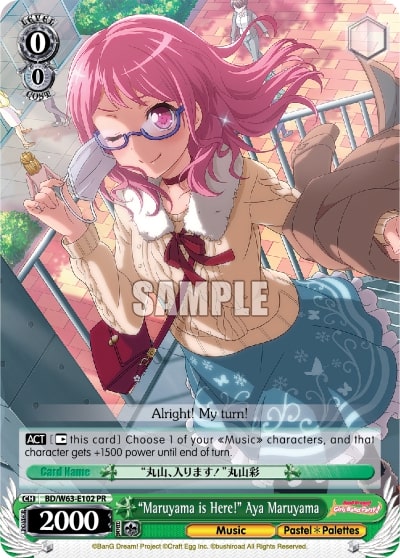 LEVEL
0
0
COST
SAMPLE
Alright! My turn!
ACT [ this card] Choose 1 of your «Music» characters, and that
character gets +1500 power until end of turn.
Card Name
“丸山、入ります!”丸山彩
CH BD/W63-E102 PR
“Maruyama is Here!” Aya Maruyama
2000
Music
Pastel*Palettes
©BanG Dream! Project ©Craft Egg Inc. ©bushiroad All Rights Reserved.